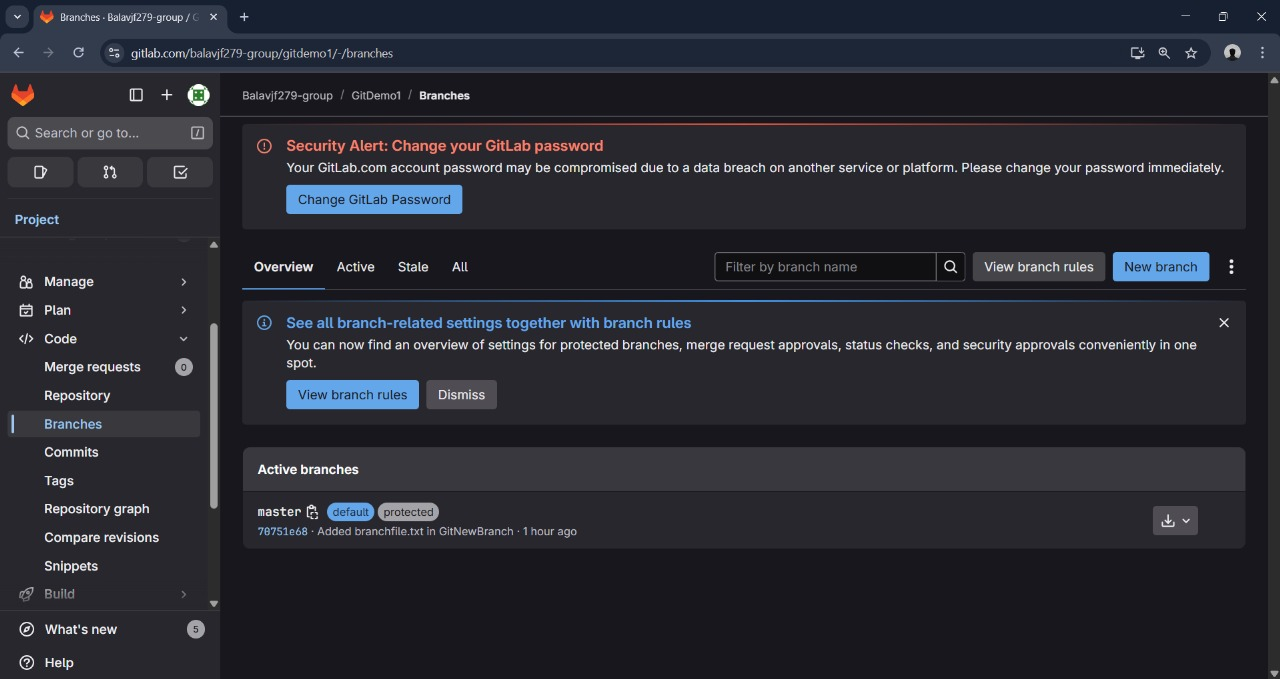 Branches · Balavjf279-group / G
gitlab.com/balavjf279-group/gitdemo1/-/branches
Balavjf279-group / GitDemo1 / Branches
Search or go to... /
Project
Manage
Plan
Code
Merge requests 0
Repository
Branches
Commits
Tags
Repository graph
Compare revisions
Snippets
Build
What's new 5
Help
Security Alert: Change your GitLab password
Your GitLab.com account password may be compromised due to a data breach on another service or platform. Please change your password immediately.
Change GitLab Password
Overview Active Stale All Filter by branch name View branch rules New branch
See all branch-related settings together with branch rules
You can now find an overview of settings for protected branches, merge request approvals, status checks, and security approvals conveniently in one
spot.
View branch rules Dismiss
Active branches
master default protected
70751e68 · Added branchfile.txt in GitNewBranch · 1 hour ago